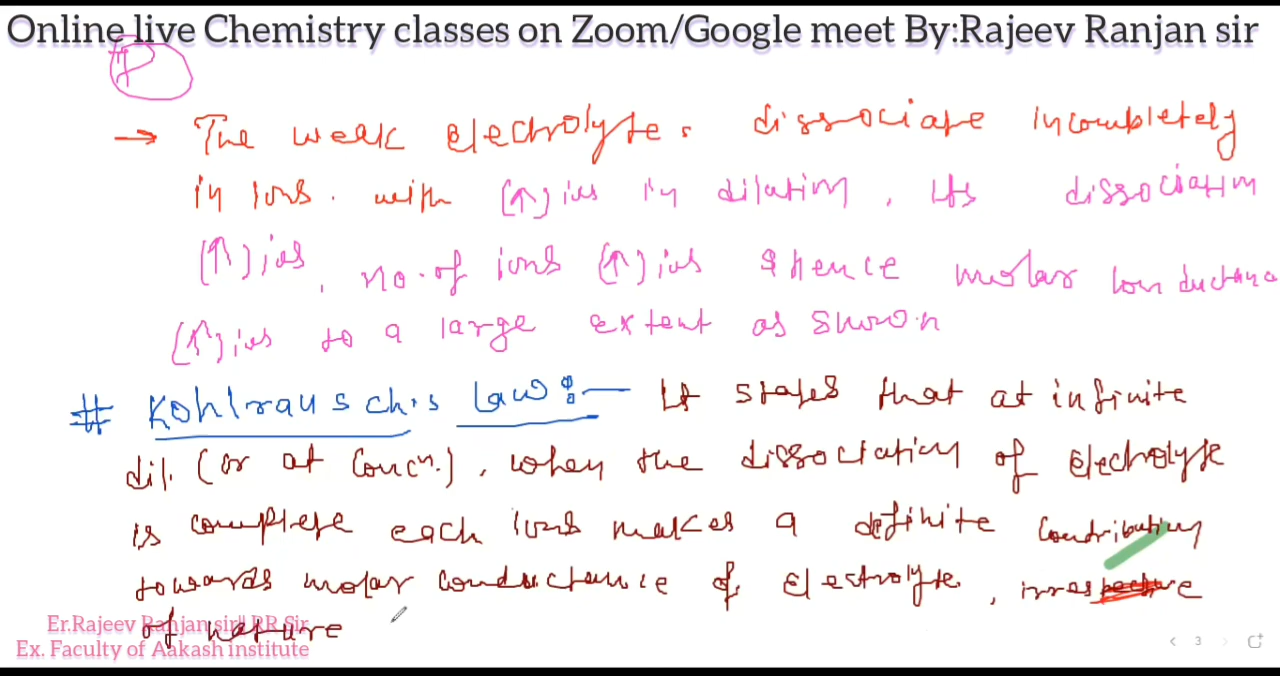 Online live Chemistry classes on Zoom/Google meet By:Rajeev Ranjan sir
→ The weak Electrolyte. dissociate incompletely
in ions. with (↑)ies in dilution, its dissociation
(↑)ies, no. of ions (↑)ies & hence molar conductance
(↑)ies to a large extent as shown
# Kohlrausch's Law:— It states that at infinite
dil. (or at Concn.), when the dissociation of Electrolyte
is complete each ions makes a definite contribution
towards molar conductance of Electrolyte, irrespective
of nature
Er.Rajeev Ranjan sir|| RR Sir
Ex. Faculty of Aakash institute
3